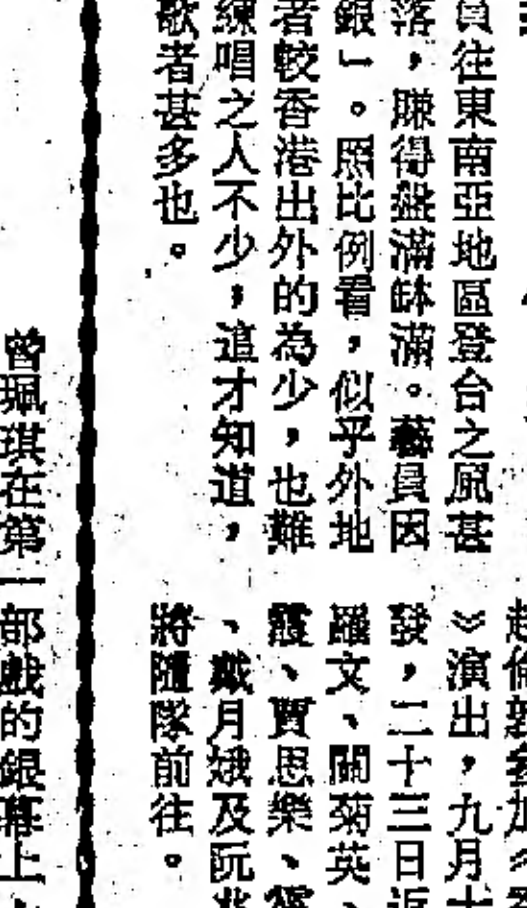 員往東南亞地區登台之風甚
落,賺得盤滿缽滿。藝員因
銀」。照比例看,似乎外地
者較香港出外的為少,也難
練唱之人不少,這才知道,
歌者甚多也。
》演出,九月十
發,二十三日返
羅文、關菊英、
霞、賈思樂、
、戴月娥及阮兆
將隨隊前往。
曾珮琪在第一部戲的銀幕上,